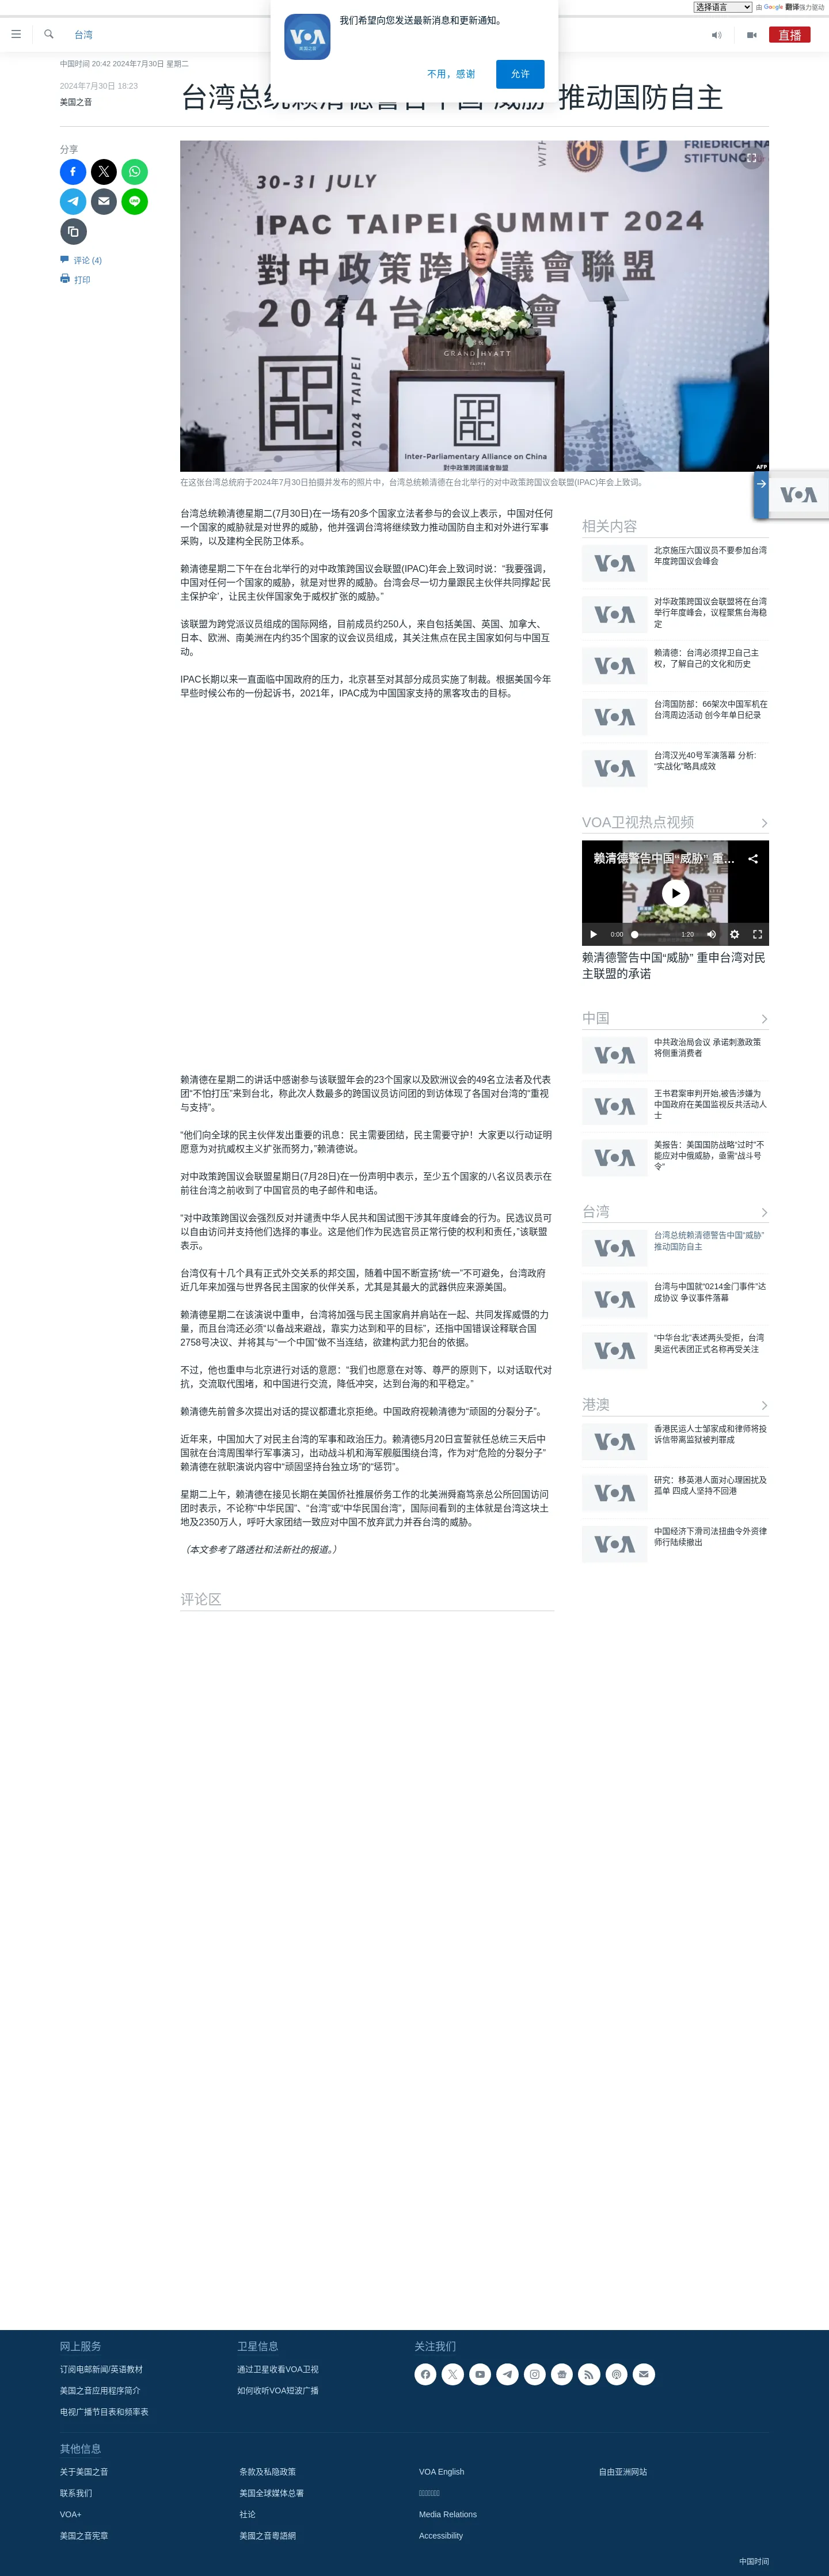 选择语言
由 Google 翻译强力驱动
台湾
直播
我们希望向您发送最新消息和更新通知。
不用，感谢
允许
中国时间 20:42 2024年7月30日 星期二
2024年7月30日 18:23
美国之音
推动国防自主
分享
评论 (4)
打印
FRIEDRICH NA
STIFTUNG
WITH
30-31 JULY
IPAC TAIPEI SUMMIT 2024
對中政策跨國議會聯盟
GRAND HYATT
TAIPEI
IPAC
Inter-Parliamentary Alliance on China
對中政策跨國議會聯盟
AFP
在这张台湾总统府于2024年7月30日拍摄并发布的照片中，台湾总统赖清德在台北举行的对中政策跨国议会联盟(IPAC)年会上致词。
VOA
台湾总统赖清德星期二(7月30日)在一场有20多个国家立法者参与的会议上表示，中国对任何
一个国家的威胁就是对世界的威胁，他并强调台湾将继续致力推动国防自主和对外进行军事
采购，以及建构全民防卫体系。
赖清德星期二下午在台北举行的对中政策跨国议会联盟(IPAC)年会上致词时说：“我要强调，
中国对任何一个国家的威胁，就是对世界的威胁。台湾会尽一切力量跟民主伙伴共同撑起‘民
主保护伞’，让民主伙伴国家免于威权扩张的威胁。”
该联盟为跨党派议员组成的国际网络，目前成员约250人，来自包括美国、英国、加拿大、
日本、欧洲、南美洲在内约35个国家的议会议员组成，其关注焦点在民主国家如何与中国互
动。
IPAC长期以来一直面临中国政府的压力，北京甚至对其部分成员实施了制裁。根据美国今年
早些时候公布的一份起诉书，2021年，IPAC成为中国国家支持的黑客攻击的目标。
赖清德在星期二的讲话中感谢参与该联盟年会的23个国家以及欧洲议会的49名立法者及代表
团“不怕打压”来到台北，称此次人数最多的跨国议员访问团的到访体现了各国对台湾的“重视
与支持”。
“他们向全球的民主伙伴发出重要的讯息：民主需要团结，民主需要守护！大家更以行动证明
愿意为对抗威权主义扩张而努力，”赖清德说。
对中政策跨国议会联盟星期日(7月28日)在一份声明中表示，至少五个国家的八名议员表示在
前往台湾之前收到了中国官员的电子邮件和电话。
“对中政策跨国议会强烈反对并谴责中华人民共和国试图干涉其年度峰会的行为。民选议员可
以自由访问并支持他们选择的事业。这是他们作为民选官员正常行使的权利和责任，”该联盟
表示。
台湾仅有十几个具有正式外交关系的邦交国，随着中国不断宣扬“统一”不可避免，台湾政府
近几年来加强与世界各民主国家的伙伴关系，尤其是其最大的武器供应来源美国。
赖清德星期二在该演说中重申，台湾将加强与民主国家肩并肩站在一起、共同发挥威慑的力
量，而且台湾还必须“以备战来避战，靠实力达到和平的目标”，还指中国错误诠释联合国
2758号决议、并将其与“一个中国”做不当连结，欲建构武力犯台的依据。
不过，他也重申与北京进行对话的意愿：“我们也愿意在对等、尊严的原则下，以对话取代对
抗，交流取代围堵，和中国进行交流，降低冲突，达到台海的和平稳定。”
赖清德先前曾多次提出对话的提议都遭北京拒绝。中国政府视赖清德为“顽固的分裂分子”。
近年来，中国加大了对民主台湾的军事和政治压力。赖清德5月20日宣誓就任总统三天后中
国就在台湾周围举行军事演习，出动战斗机和海军舰艇围绕台湾，作为对“危险的分裂分子”
赖清德在就职演说内容中“顽固坚持台独立场”的“惩罚”。
星期二上午，赖清德在接见长期在美国侨社推展侨务工作的北美洲舜裔笃亲总公所回国访问
团时表示，不论称“中华民国”、“台湾”或“中华民国台湾”，国际间看到的主体就是台湾这块土
地及2350万人，呼吁大家团结一致应对中国不放弃武力并吞台湾的威胁。
（本文参考了路透社和法新社的报道。）
评论区
相关内容
北京施压六国议员不要参加台湾
年度跨国议会峰会
对华政策跨国议会联盟将在台湾
举行年度峰会，议程聚焦台海稳
定
赖清德：台湾必须捍卫自己主
权，了解自己的文化和历史
台湾国防部：66架次中国军机在
台湾周边活动 创今年单日纪录
台湾汉光40号军演落幕 分析:
“实战化”略具成效
VOA卫视热点视频
赖清德警告中国“威胁” 重…
0:00
1:20
赖清德警告中国“威胁” 重申台湾对民
主联盟的承诺
中国
中共政治局会议 承诺刺激政策
将侧重消费者
王书君案审判开始,被告涉嫌为
中国政府在美国监视反共活动人
士
美报告：美国国防战略“过时”不
能应对中俄威胁，亟需“战斗号
令”
台湾
台湾总统赖清德警告中国“威胁”
推动国防自主
台湾与中国就“0214金门事件”达
成协议 争议事件落幕
“中华台北”表述两头受拒，台湾
奥运代表团正式名称再受关注
港澳
香港民运人士邹家成和律师将投
诉信带离监狱被判罪成
研究：移英港人面对心理困扰及
孤单 四成人坚持不回港
中国经济下滑司法扭曲令外资律
师行陆续撤出
网上服务
订阅电邮新闻/英语教材
美国之音应用程序简介
电视广播节目表和频率表
卫星信息
通过卫星收看VOA卫视
如何收听VOA短波广播
关注我们
其他信息
关于美国之音
联系我们
VOA+
美国之音宪章
条款及私隐政策
美国全球媒体总署
社论
美國之音粵語網
VOA English
Media Relations
Accessibility
自由亚洲网站
中国时间